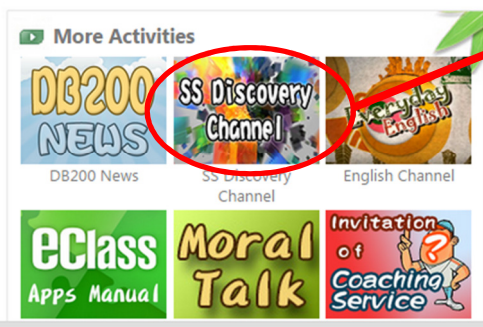 More Activities
DB200
NEWS
SS Discovery
Channel
Everyday
English
DB200 News
SS Discovery
Channel
English Channel
eClass
Apps Manual
Moral
Talk
Invitation
of
Coaching
Service